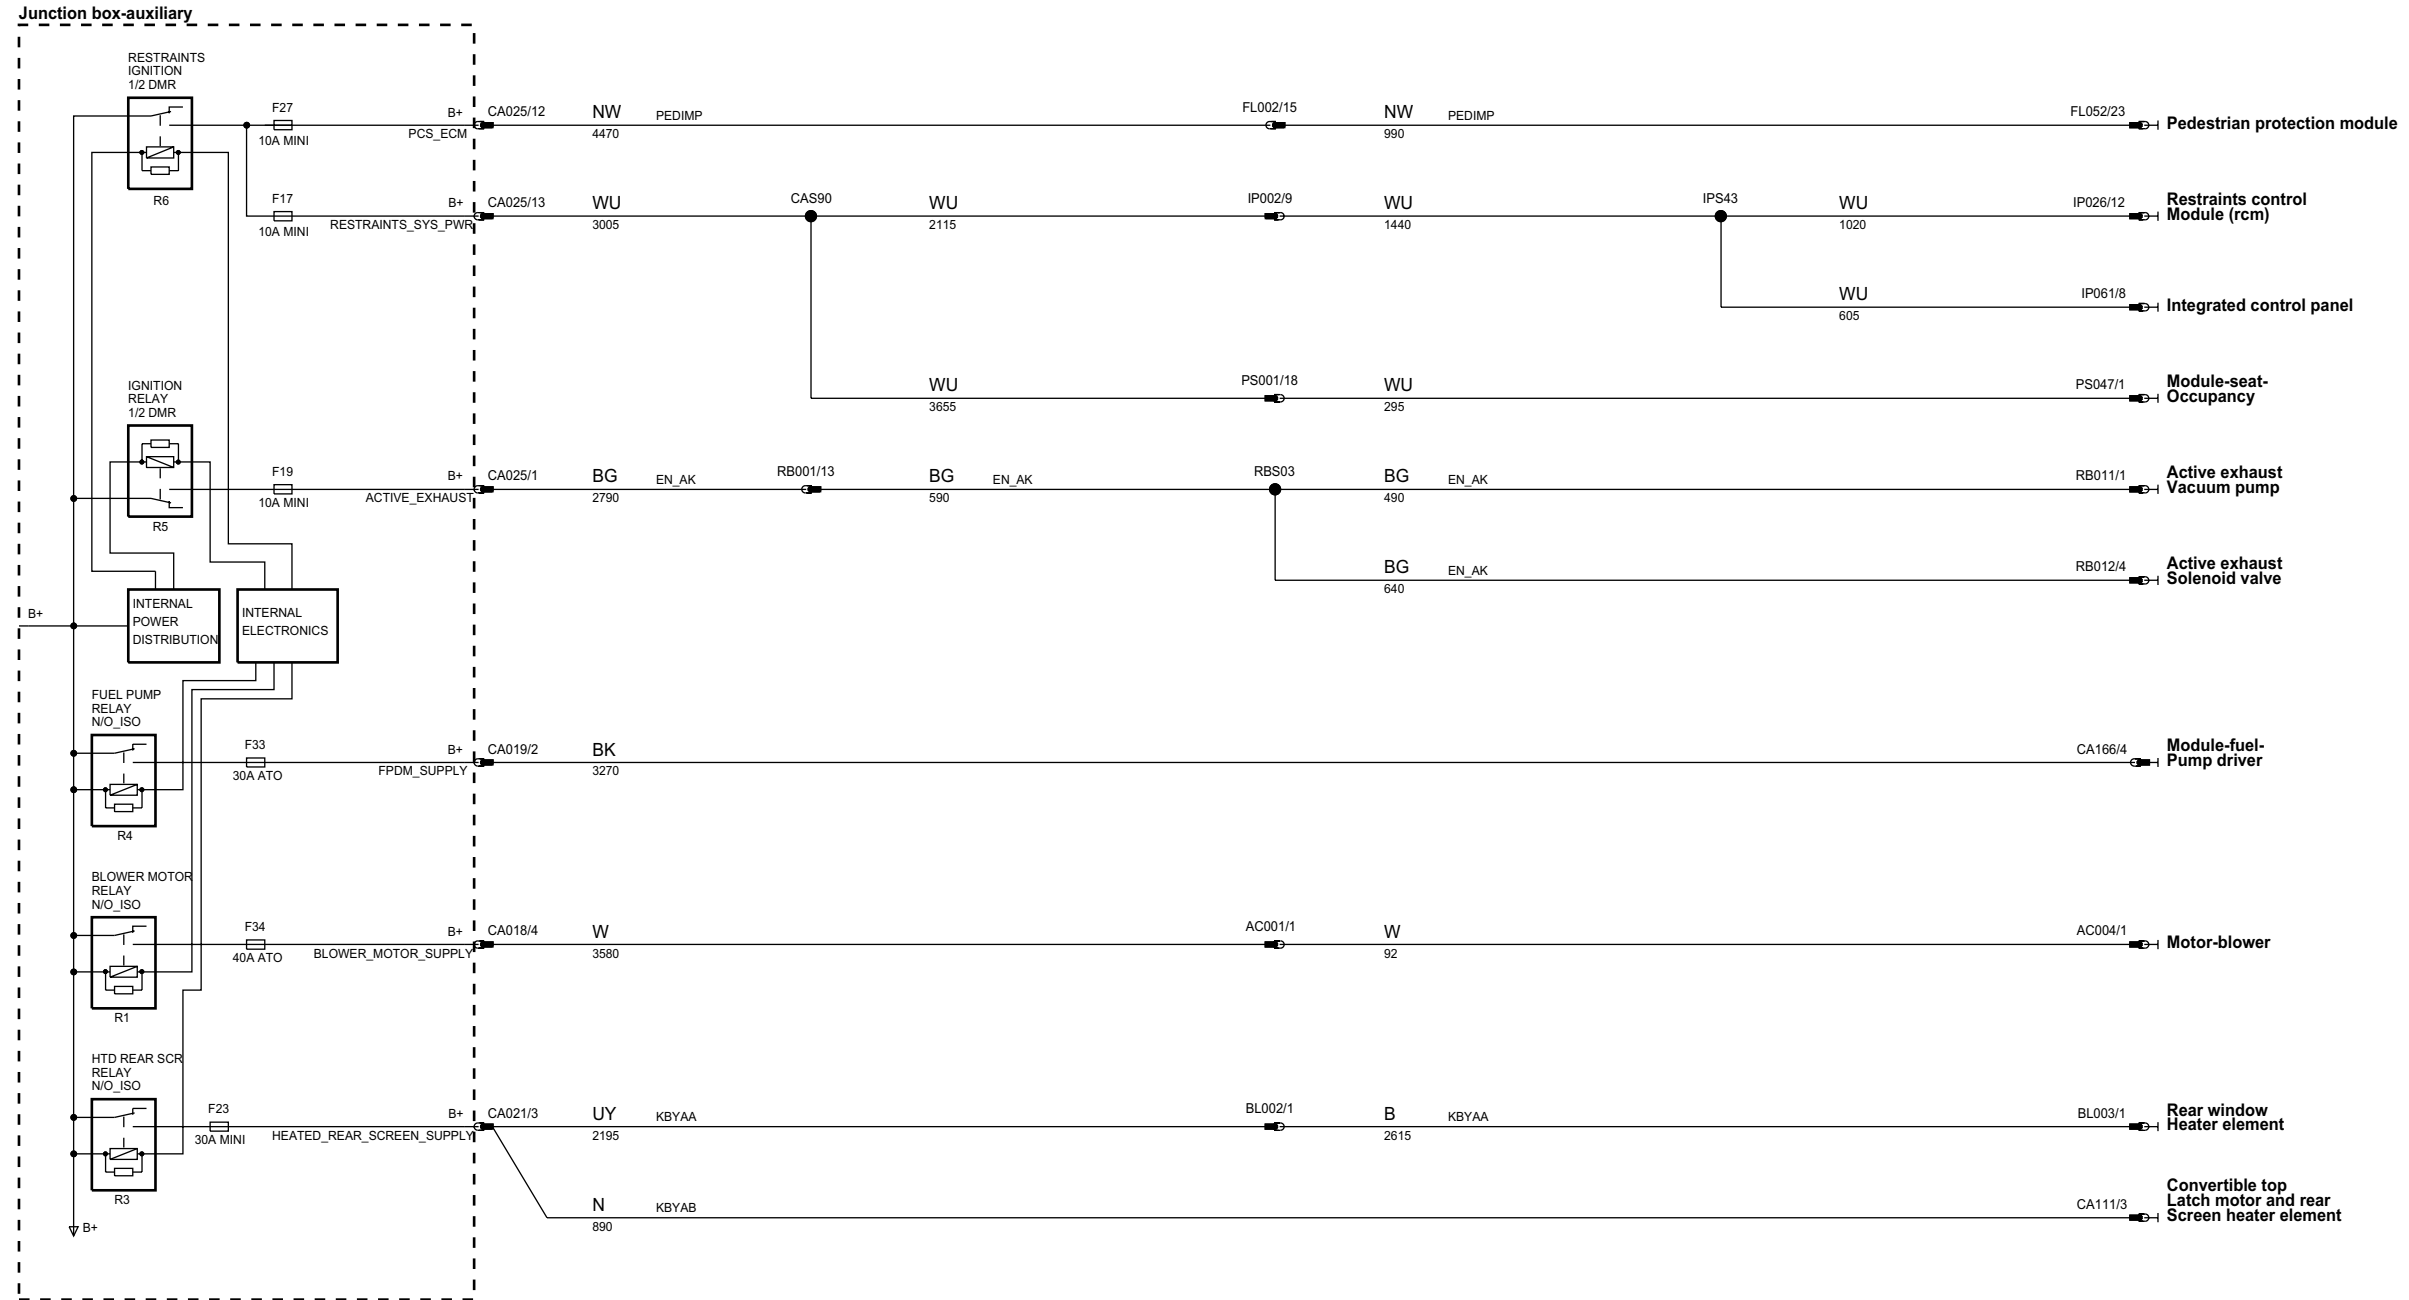 Junction box-auxiliary
RESTRAINTS
IGNITION
1/2 DMR
R6
F27
10A MINI
B+
PCS_ECM
CA025/12
NW
4470
PEDIMP
FL002/15
NW
990
PEDIMP
FL052/23
Pedestrian protection module
F17
10A MINI
B+
RESTRAINTS_SYS_PWR
CA025/13
WU
3005
CAS90
WU
2115
IP002/9
WU
1440
IPS43
WU
1020
IP026/12
Restraints control
Module (rcm)
WU
605
IP061/8
Integrated control panel
WU
3655
PS001/18
WU
295
PS047/1
Module-seat-
Occupancy
IGNITION
RELAY
1/2 DMR
R5
F19
10A MINI
B+
ACTIVE_EXHAUST
CA025/1
BG
2790
EN_AK
RB001/13
BG
590
EN_AK
RBS03
BG
490
EN_AK
RB011/1
Active exhaust
Vacuum pump
BG
640
EN_AK
RB012/4
Active exhaust
Solenoid valve
B+
INTERNAL
POWER
DISTRIBUTION
INTERNAL
ELECTRONICS
FUEL PUMP
RELAY
N/O_ISO
R4
F33
30A ATO
B+
FPDM_SUPPLY
CA019/2
BK
3270
CA166/4
Module-fuel-
Pump driver
BLOWER MOTOR
RELAY
N/O_ISO
R1
F34
40A ATO
B+
BLOWER_MOTOR_SUPPLY
CA018/4
W
3580
AC001/1
W
92
AC004/1
Motor-blower
HTD REAR SCR
RELAY
N/O_ISO
R3
F23
30A MINI
B+
HEATED_REAR_SCREEN_SUPPLY
CA021/3
UY
2195
KBYAA
BL002/1
B
2615
KBYAA
BL003/1
Rear window
Heater element
N
890
KBYAB
CA111/3
Convertible top
Latch motor and rear
Screen heater element
B+